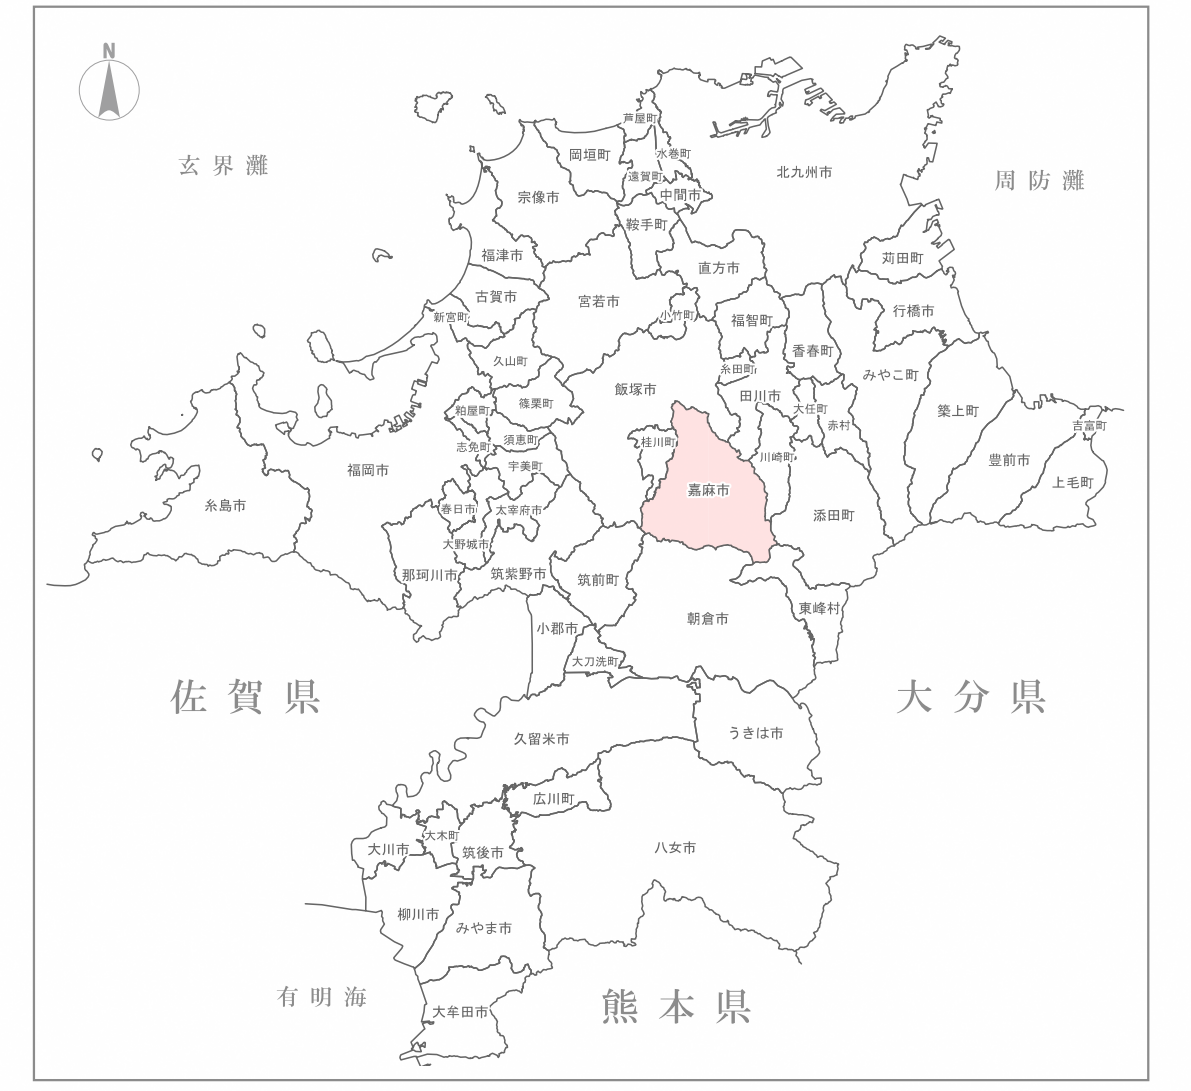 N
芦屋町
岡垣町
水巻町
玄界灘
遠賀町
北九州市
周防灘
宗像市
中間市
鞍手町
福津市
苅田町
直方市
古賀市
宮若市
行橋市
新宮町
小竹町
福智町
香春町
久山町
糸田町
みやこ町
飯塚市
田川市
篠栗町
粕屋町
大任町
築上町
赤村
吉富町
須恵町
桂川町
志免町
川崎町
豊前市
宇美町
福岡市
上毛町
嘉麻市
糸島市
春日市
太宰府市
添田町
大野城市
那珂川市
筑紫野市
筑前町
東峰村
朝倉市
小郡市
大刀洗町
佐賀県
大分県
うきは市
久留米市
広川町
大木町
大川市
筑後市
八女市
柳川市
みやま市
有明海
熊本県
大牟田市